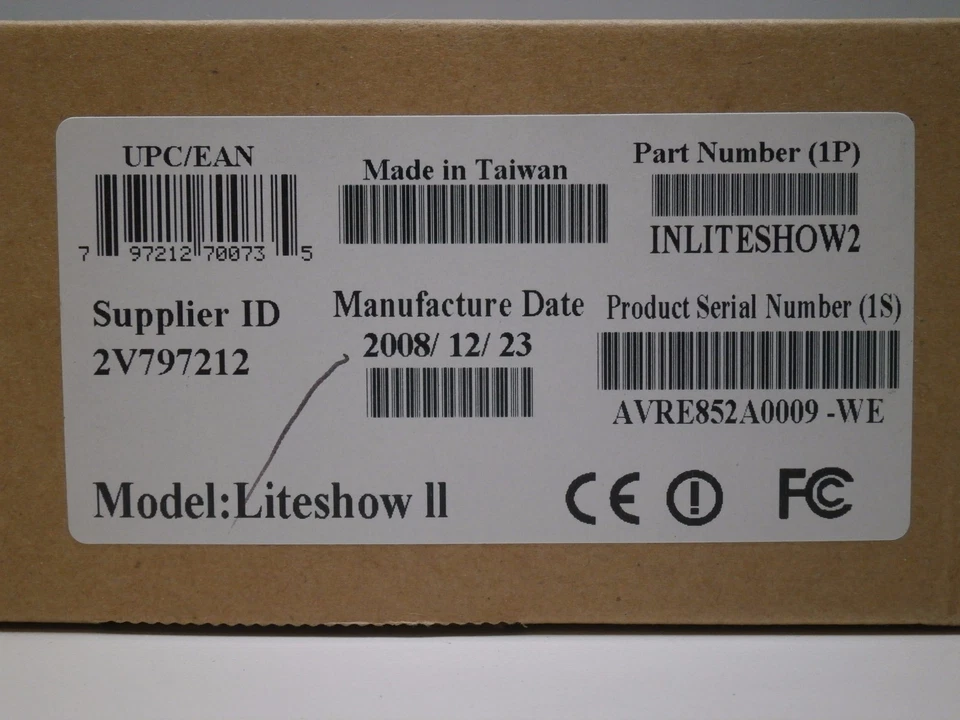 UPC/EAN
7 97212 70073 5
Made in Taiwan
Part Number (1P)
INLITESHOW2
Supplier ID
2V797212
Manufacture Date
2008/ 12/ 23
Product Serial Number (1S)
AVRE852A0009 -WE
Model:Liteshow ll
CE
FC